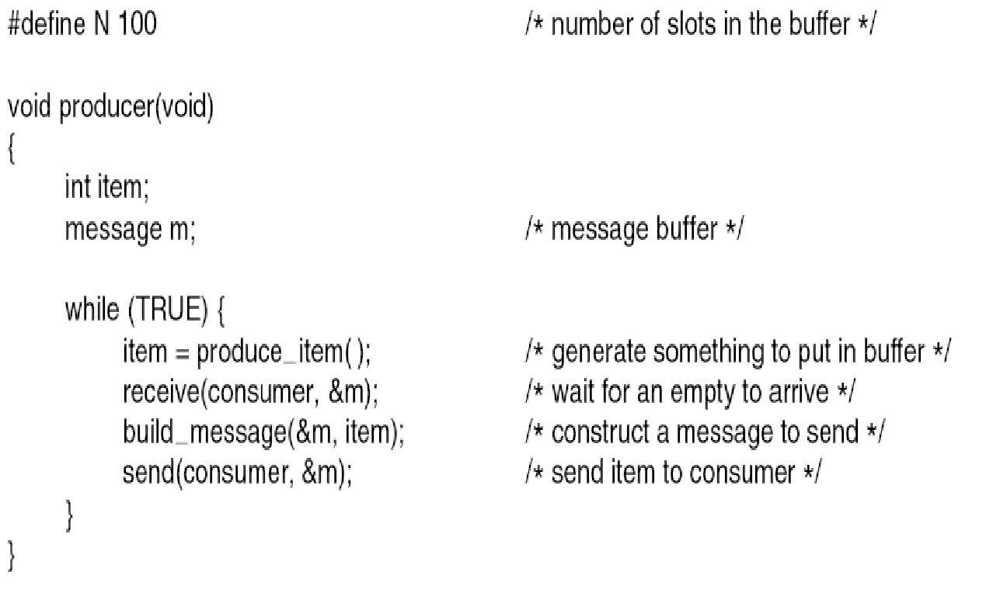 #define N 100 /* number of slots in the buffer */
void producer(void)
{
int item;
message m; /* message buffer */
while (TRUE) {
item = produce_item( ); /* generate something to put in buffer */
receive(consumer, &m); /* wait for an empty to arrive */
build_message(&m, item); /* construct a message to send */
send(consumer, &m); /* send item to consumer */
}
}